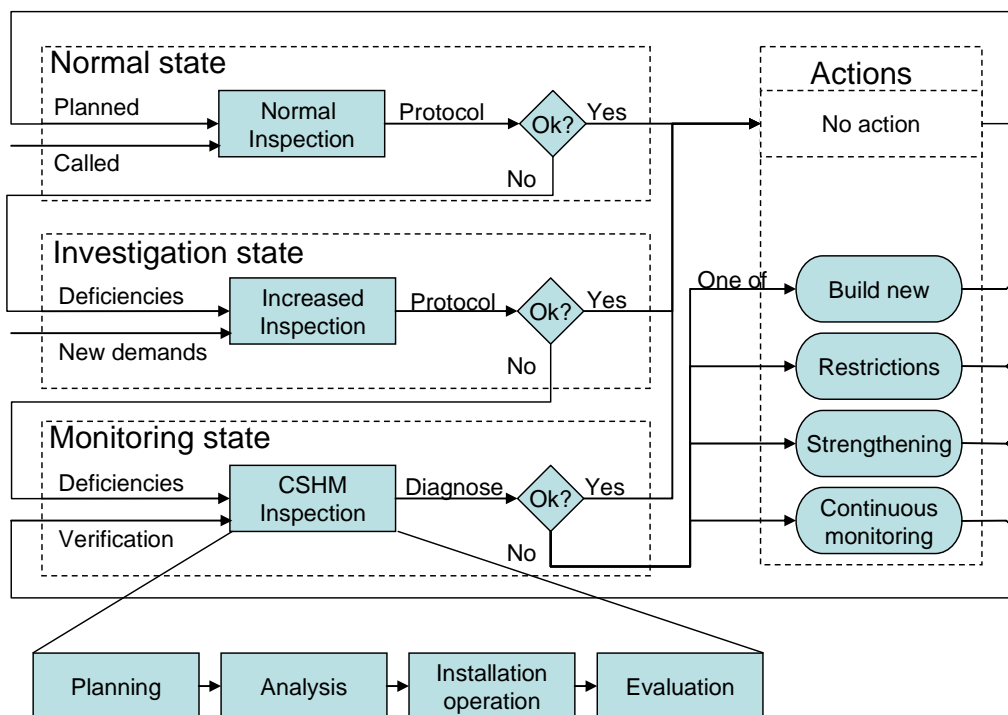 Normal state
Planned
Called
Normal
Inspection
Protocol
Ok?
Yes
No
Actions
No action
Investigation state
Deficiencies
New demands
Increased
Inspection
Protocol
Ok?
Yes
No
One of
Build new
Restrictions
Strengthening
Continuous
monitoring
Monitoring state
Deficiencies
Verification
CSHM
Inspection
Diagnose
Ok?
Yes
No
Planning
Analysis
Installation
operation
Evaluation